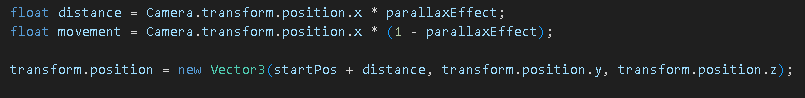 float distance = Camera.transform.position.x * parallaxEffect;
float movement = Camera.transform.position.x * (1 - parallaxEffect);
transform.position = new Vector3(startPos + distance, transform.position.y, transform.position.z);